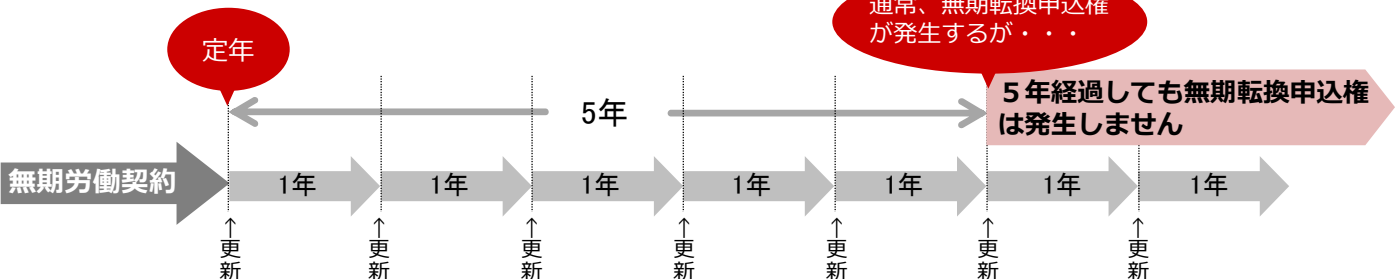 通常、無期転換申込権
が発生するが・・・
定年
５年経過しても無期転換申込権
は発生しません
5年
無期労働契約
1年
1年
1年
1年
1年
1年
1年
↑更新
↑更新
↑更新
↑更新
↑更新
↑更新
↑更新